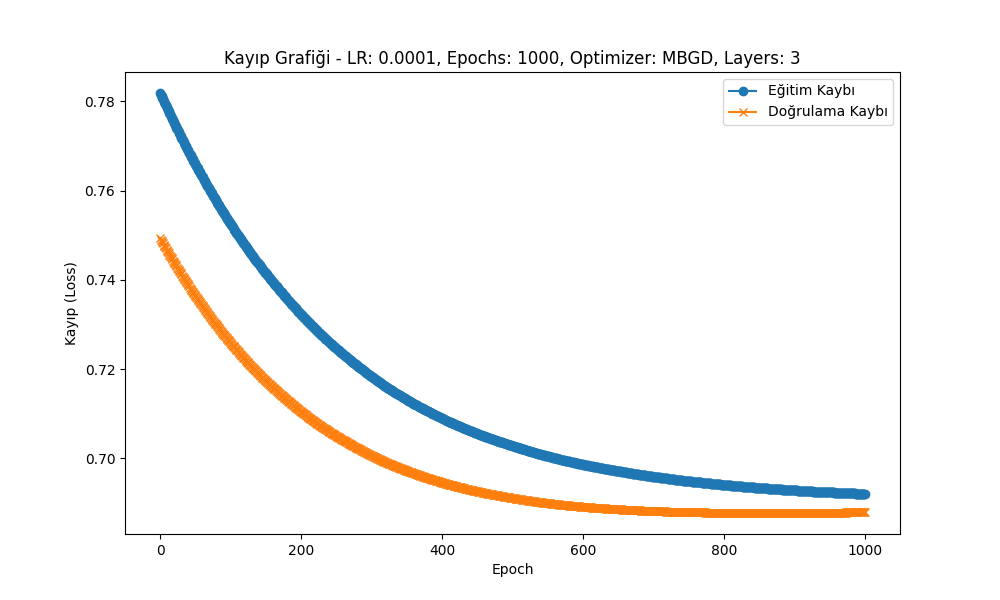 Kayıp Grafiği - LR: 0.0001, Epochs: 1000, Optimizer: MBGD, Layers: 3
Eğitim Kaybı
Doğrulama Kaybı
Kayıp (Loss)
0.78
0.76
0.74
0.72
0.70
0
200
400
600
800
1000
Epoch